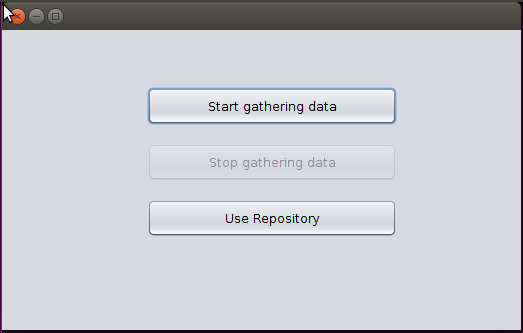 Start gathering data
Stop gathering data
Use Repository